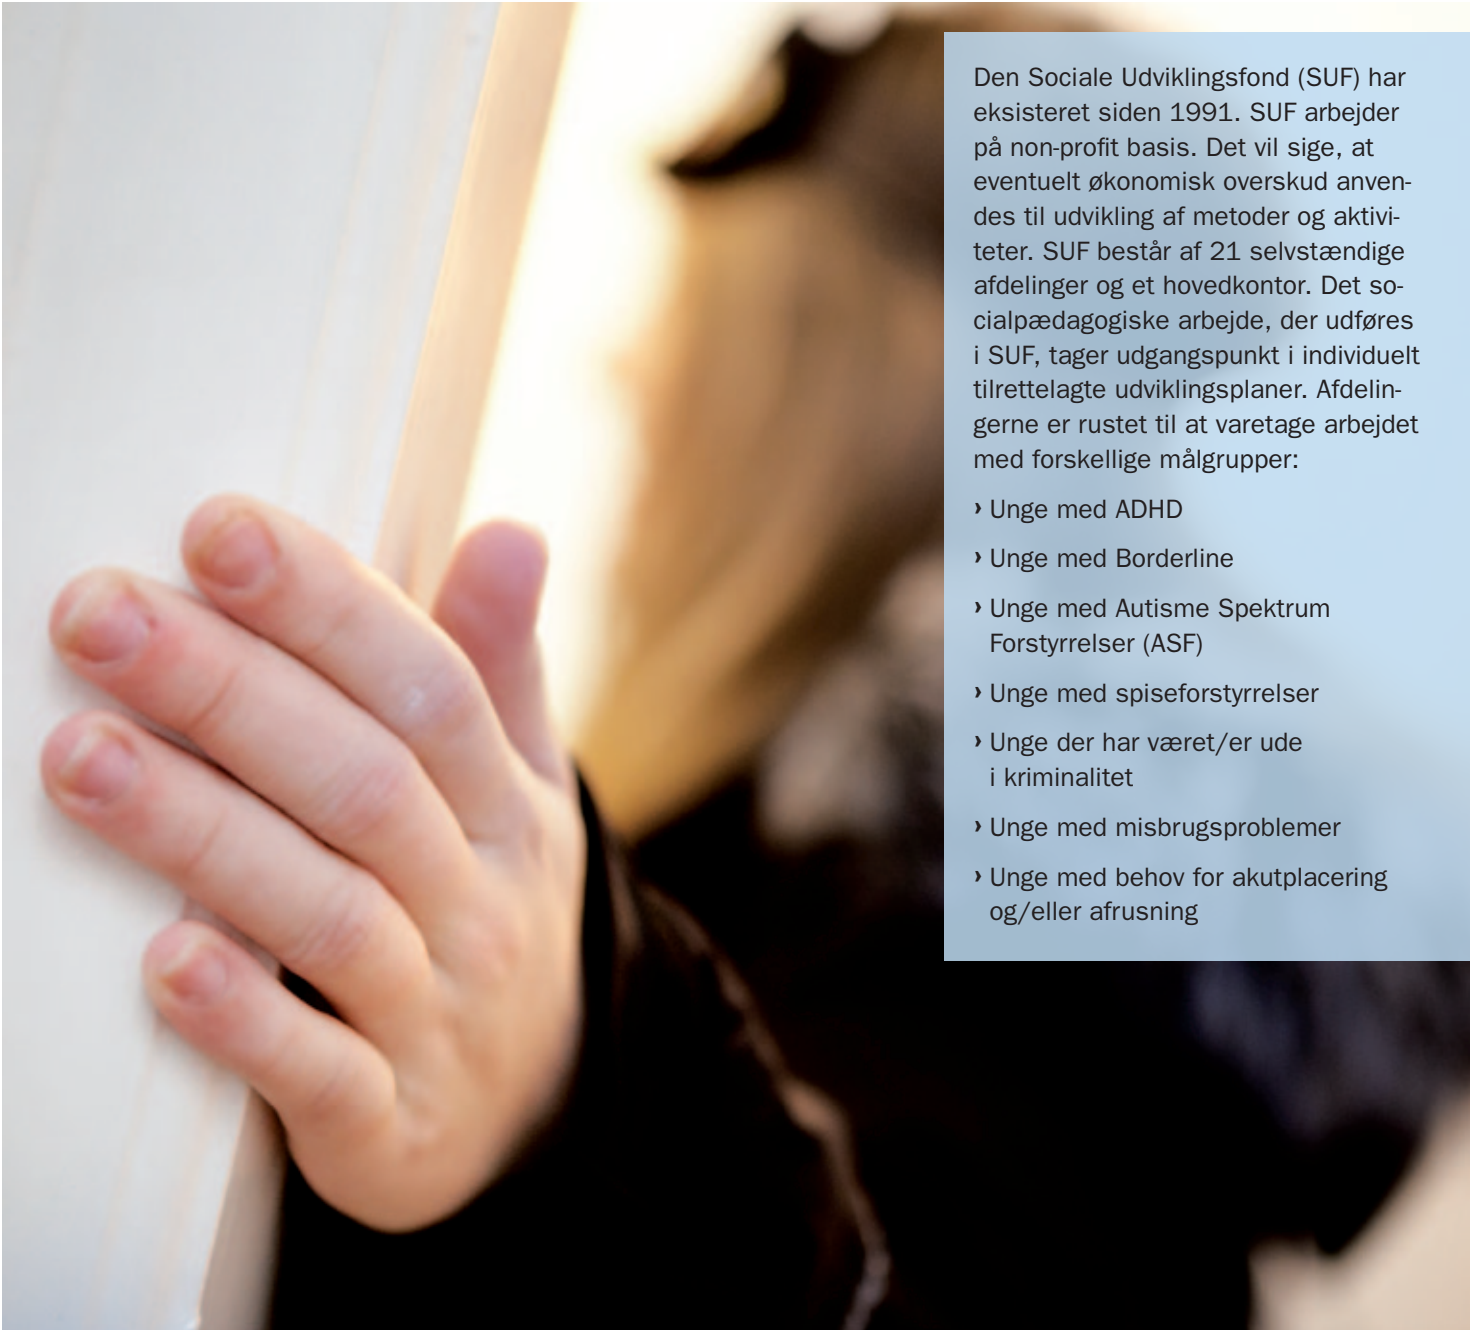 Den Sociale Udviklingsfond (SUF) har
eksisteret siden 1991. SUF arbejder
på non-profit basis. Det vil sige, at
eventuelt økonomisk overskud anven-
des til udvikling af metoder og aktivi-
teter. SUF består af 21 selvstændige
afdelinger og et hovedkontor. Det so-
cialpædagogiske arbejde, der udføres
i SUF, tager udgangspunkt i individuelt
tilrettelagte udviklingsplaner. Afdelin-
gerne er rustet til at varetage arbejdet
med forskellige målgrupper:
› Unge med ADHD
› Unge med Borderline
› Unge med Autisme Spektrum
Forstyrrelser (ASF)
› Unge med spiseforstyrrelser
› Unge der har været/er ude
i kriminalitet
› Unge med misbrugsproblemer
› Unge med behov for akutplacering
og/eller afrusning